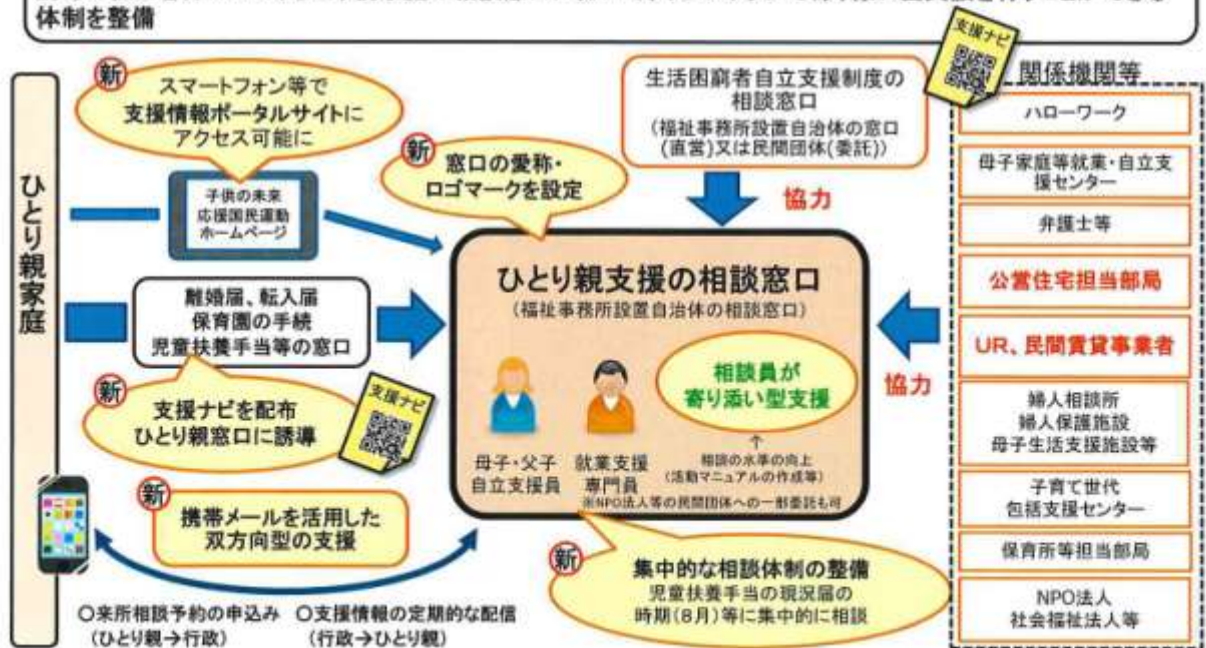 体制を整備
支援ナビ
新
スマートフォン等で
支援情報ポータルサイトに
アクセス可能に
生活困窮者自立支援制度の
相談窓口
(福祉事務所設置自治体の窓口
(直営)又は民間団体(委託))
関係機関等
ハローワーク
母子家庭等就業・自立支
援センター
弁護士等
公営住宅担当部局
UR、民間賃貸事業者
婦人相談所
婦人保護施設
母子生活支援施設等
子育て世代
包括支援センター
保育所等担当部局
NPO法人
社会福祉法人等
新
窓口の愛称・
ロゴマークを設定
協力
ひとり親家庭
子供の未来
応援国民運動
ホームページ
離婚届、転入届
保育園の手続
児童扶養手当等の窓口
ひとり親支援の相談窓口
(福祉事務所設置自治体の相談窓口)
相談員が
寄り添い型支援
協力
新
支援ナビを配布
ひとり親窓口に誘導
支援ナビ
母子・父子
自立支援員
就業支援
専門員
↑
相談の水準の向上
(活動マニュアルの作成等)
※NPO法人等の民間団体への一部委託も可
新
携帯メールを活用した
双方向型の支援
新
集中的な相談体制の整備
児童扶養手当の現況届の
時期(8月)等に集中的に相談
○来所相談予約の申込み
(ひとり親→行政)
○支援情報の定期的な配信
(行政→ひとり親)